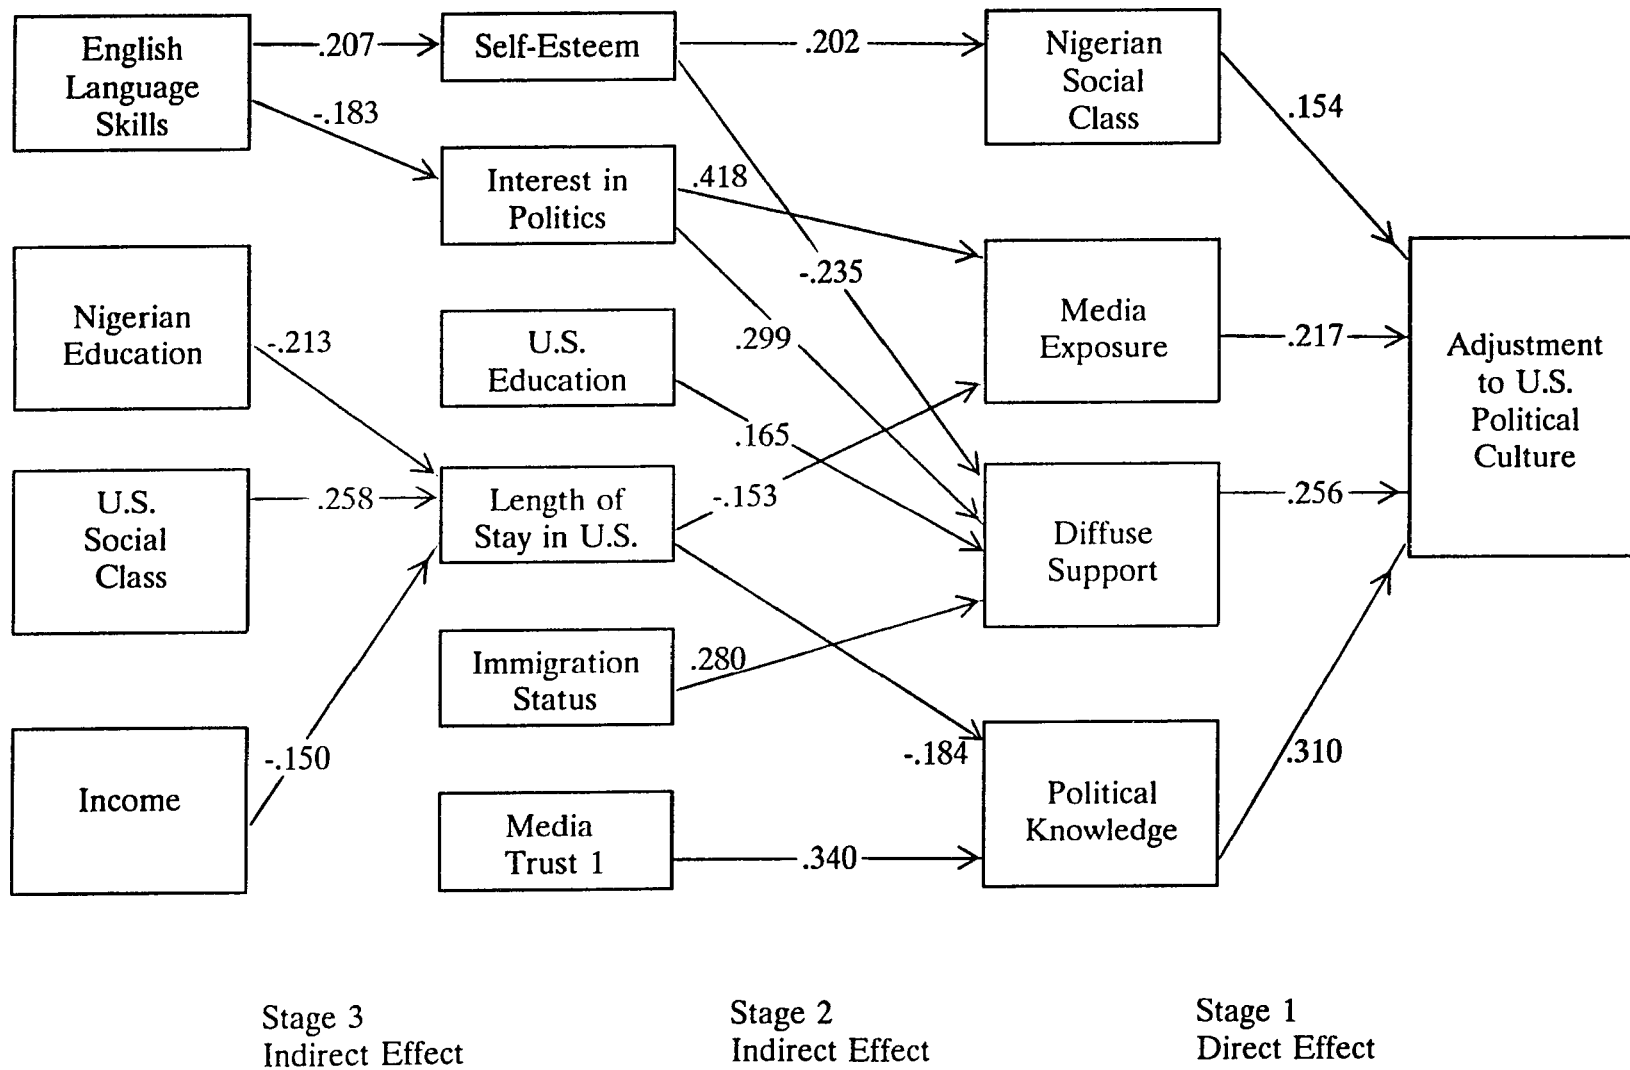 English
Language
Skills
.207
-.183
Self-Esteem
.202
Nigerian
Social
Class
.154
Interest in
Politics
.418
-.235
.299
Nigerian
Education
-.213
U.S.
Education
.165
Media
Exposure
.217
Adjustment
to U.S.
Political
Culture
U.S.
Social
Class
.258
Length of
Stay in U.S.
-.153
-.184
Diffuse
Support
.256
Immigration
Status
.280
Income
-.150
Media
Trust 1
.340
Political
Knowledge
.310
Stage 3
Indirect Effect
Stage 2
Indirect Effect
Stage 1
Direct Effect